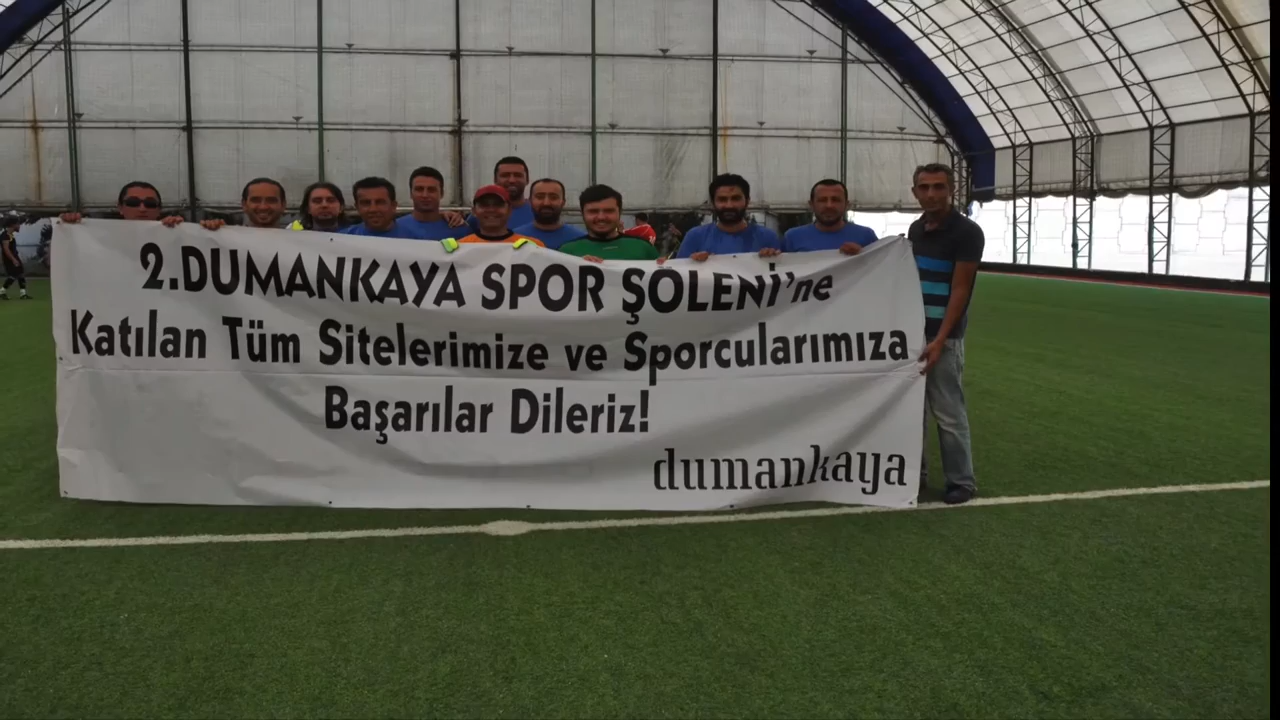 2.DUMANKAYA SPOR ŞOLENİ'ne
Katılan Tüm Sitelerimize ve Sporcularımıza
Başarılar Dileriz!
dumankaya